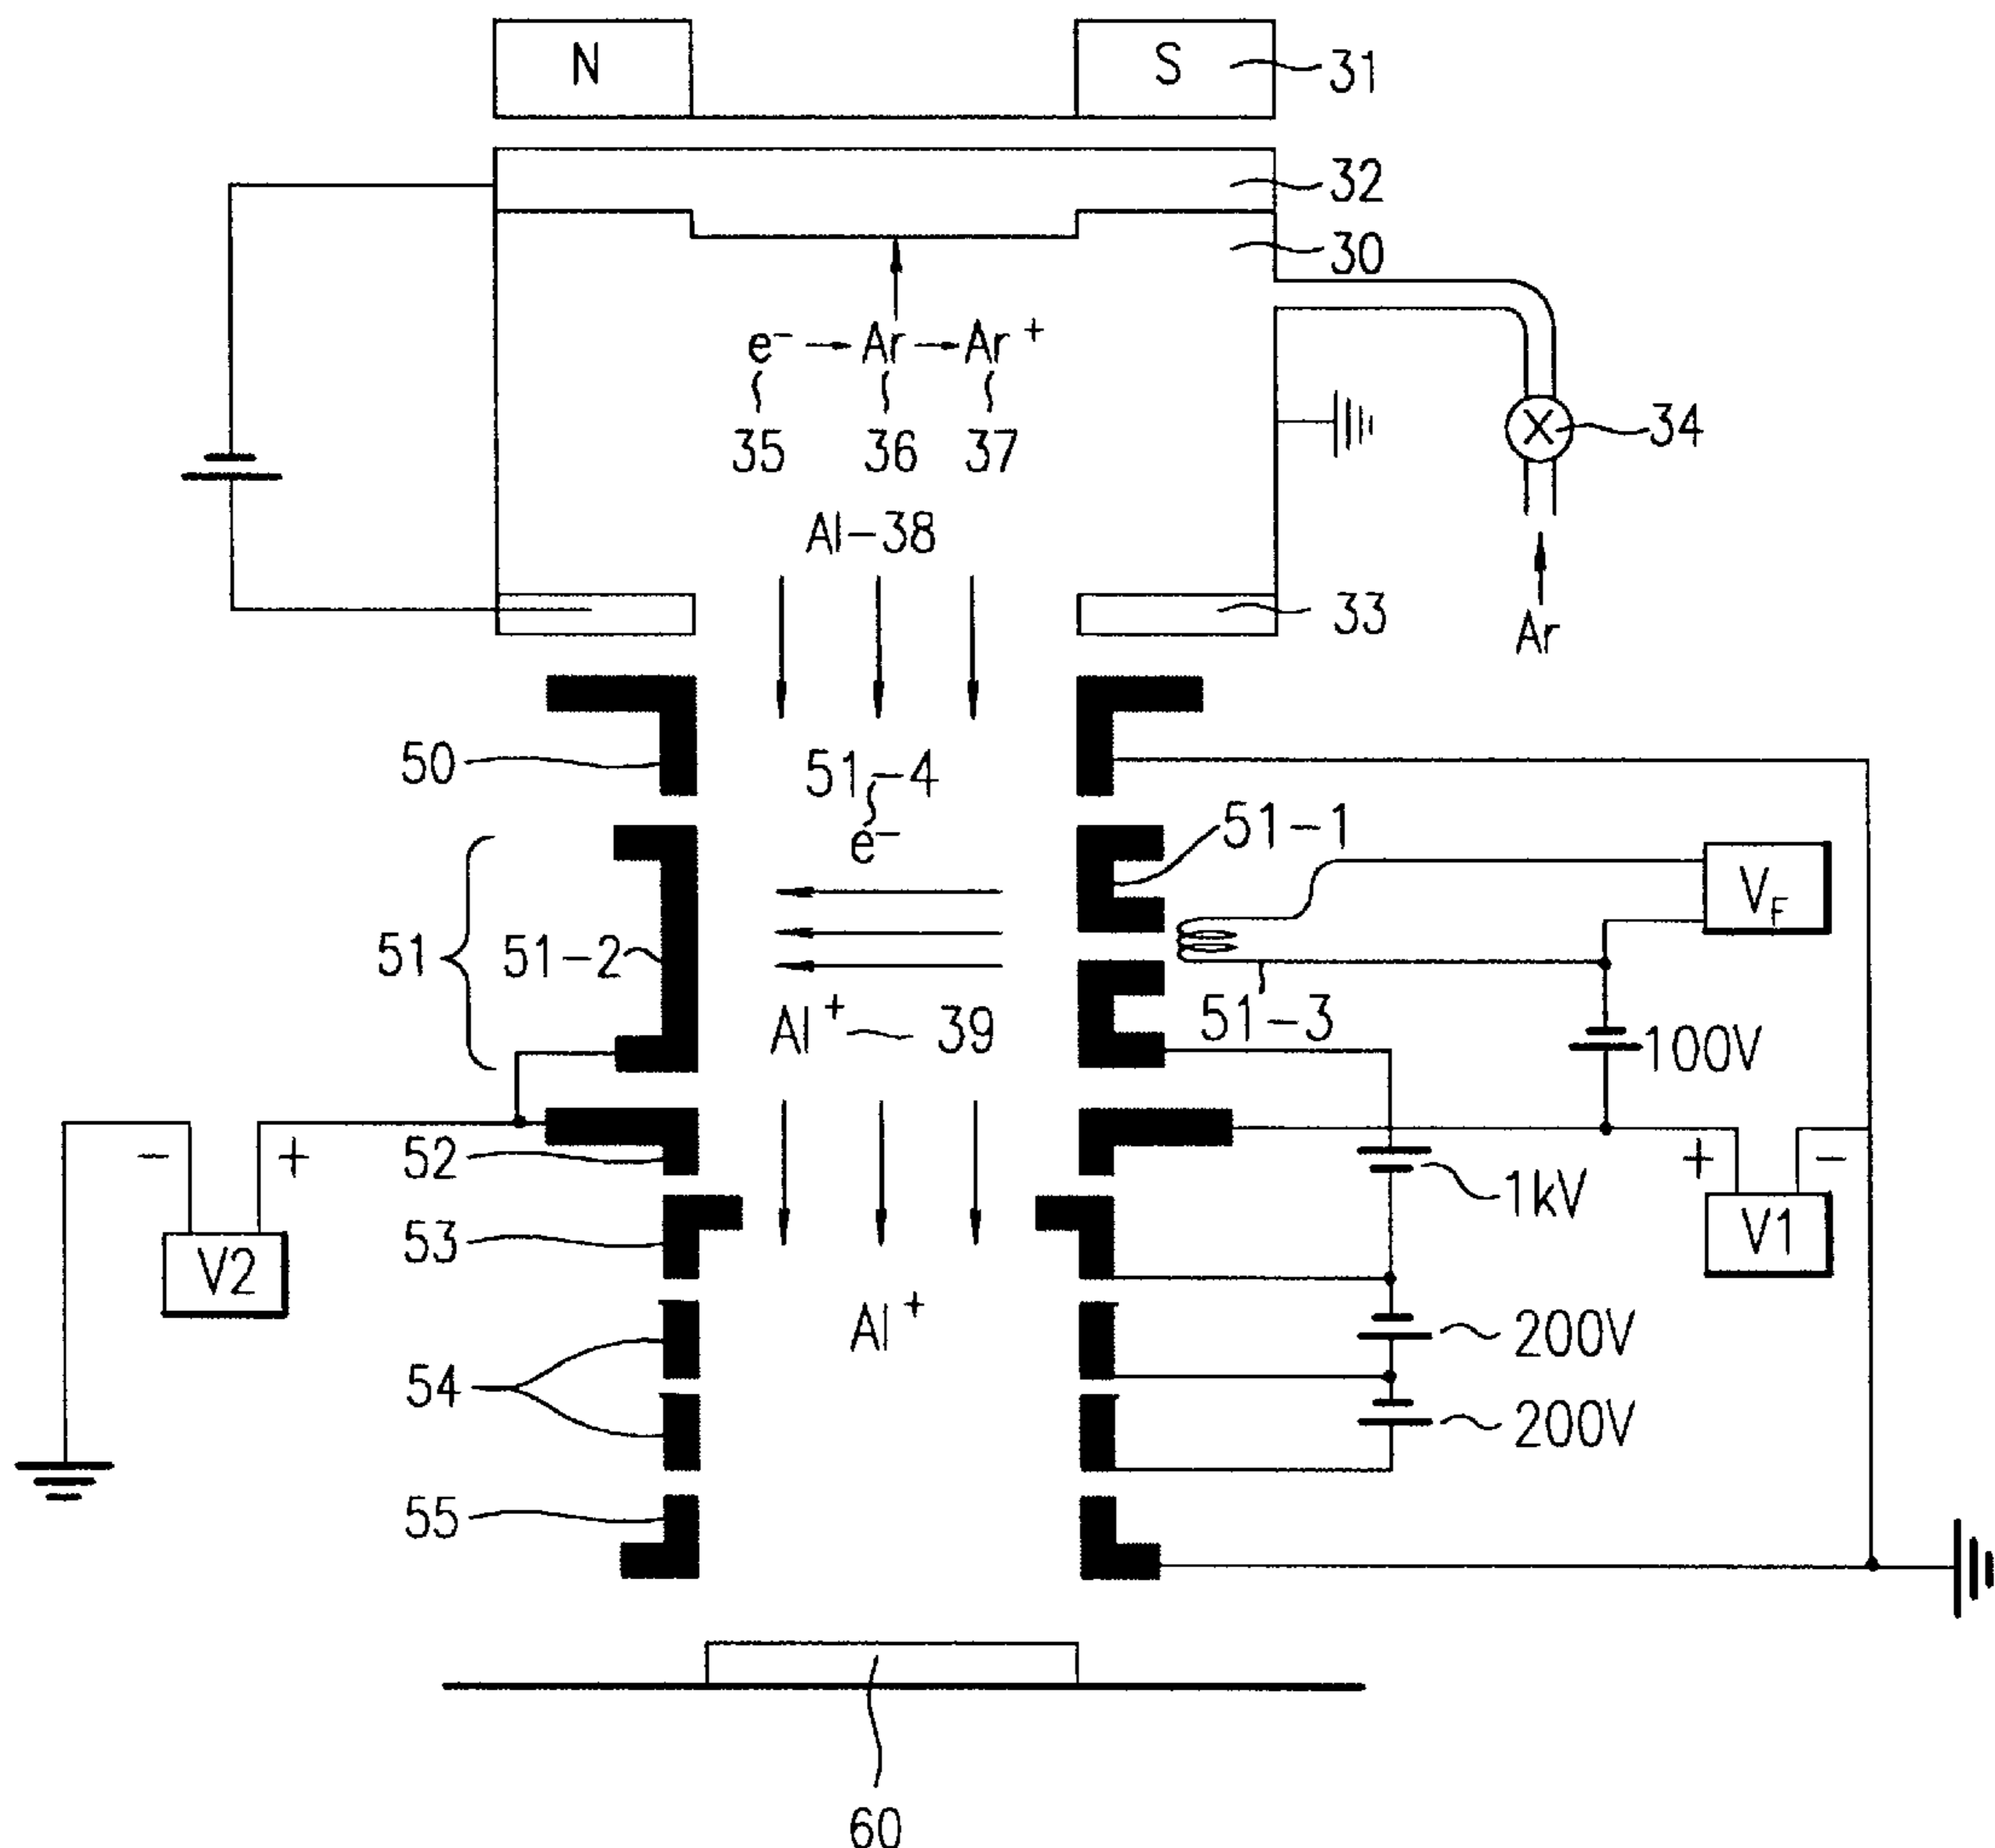 N
S
31
32
30
e⁻ → Ar → Ar⁺
35
36
37
34
Al-38
33
Ar
50
51-4
e⁻
51-1
V_F
51
51-2
Al⁺
39
51-3
100V
-
+
52
+
-
1kV
V2
53
V1
Al⁺
200V
54
200V
55
60